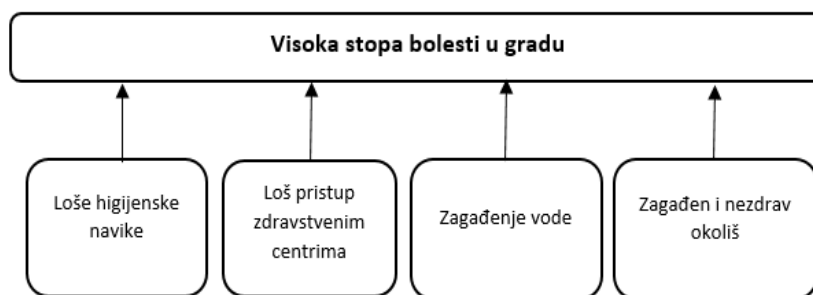 Visoka stopa bolesti u gradu
Loše higijenske
navike
Loš pristup
zdravstvenim
centrima
Zagađenje vode
Zagađen i nezdrav
okoliš